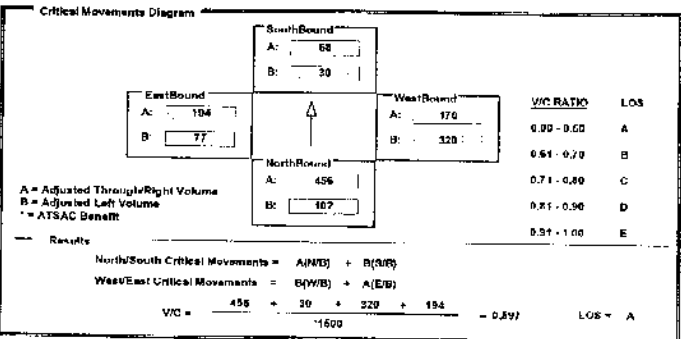 Critical Movements Diagram
SouthBound
A: 68
B: 30
EastBound
A: 194
B: 77
WestBound
A: 170
B: 320
NorthBound
A: 456
B: 102
V/C RATIO LOS
0.00 - 0.60 A
0.61 - 0.70 B
0.71 - 0.80 C
0.81 - 0.90 D
0.91 - 1.00 E
A = Adjusted Through/Right Volume
B = Adjusted Left Volume
* = ATSAC Benefit
Results
North/South Critical Movements = A(N/B) + B(S/B)
West/East Critical Movements = B(W/B) + A(E/B)
V/C = 456 + 30 + 320 + 194 = 
*1500
LOS = A